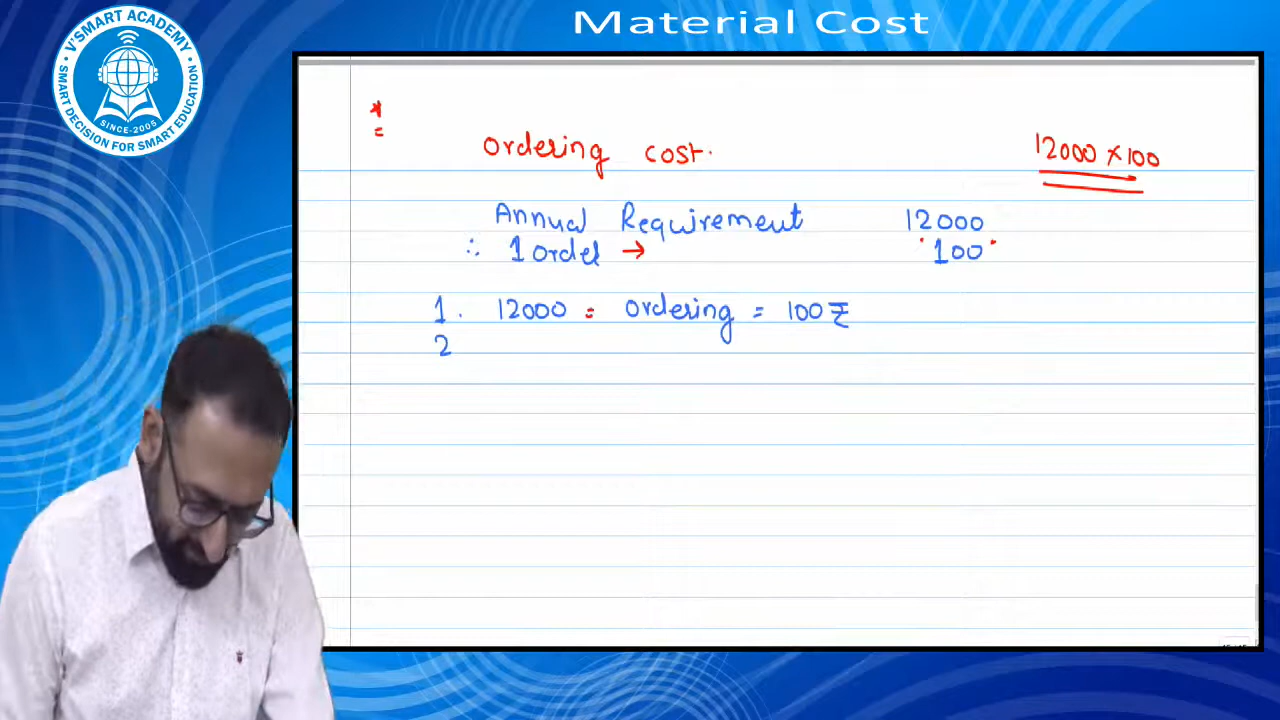 Material Cost
V'SMART ACADEMY
SINCE-2005
SMART DECISION FOR SMART EDUCATION
ordering cost.
12000 × 100
Annual Requirement 12000
∴ 1 order → 100
1. 12000 = ordering = 100 ₹
2